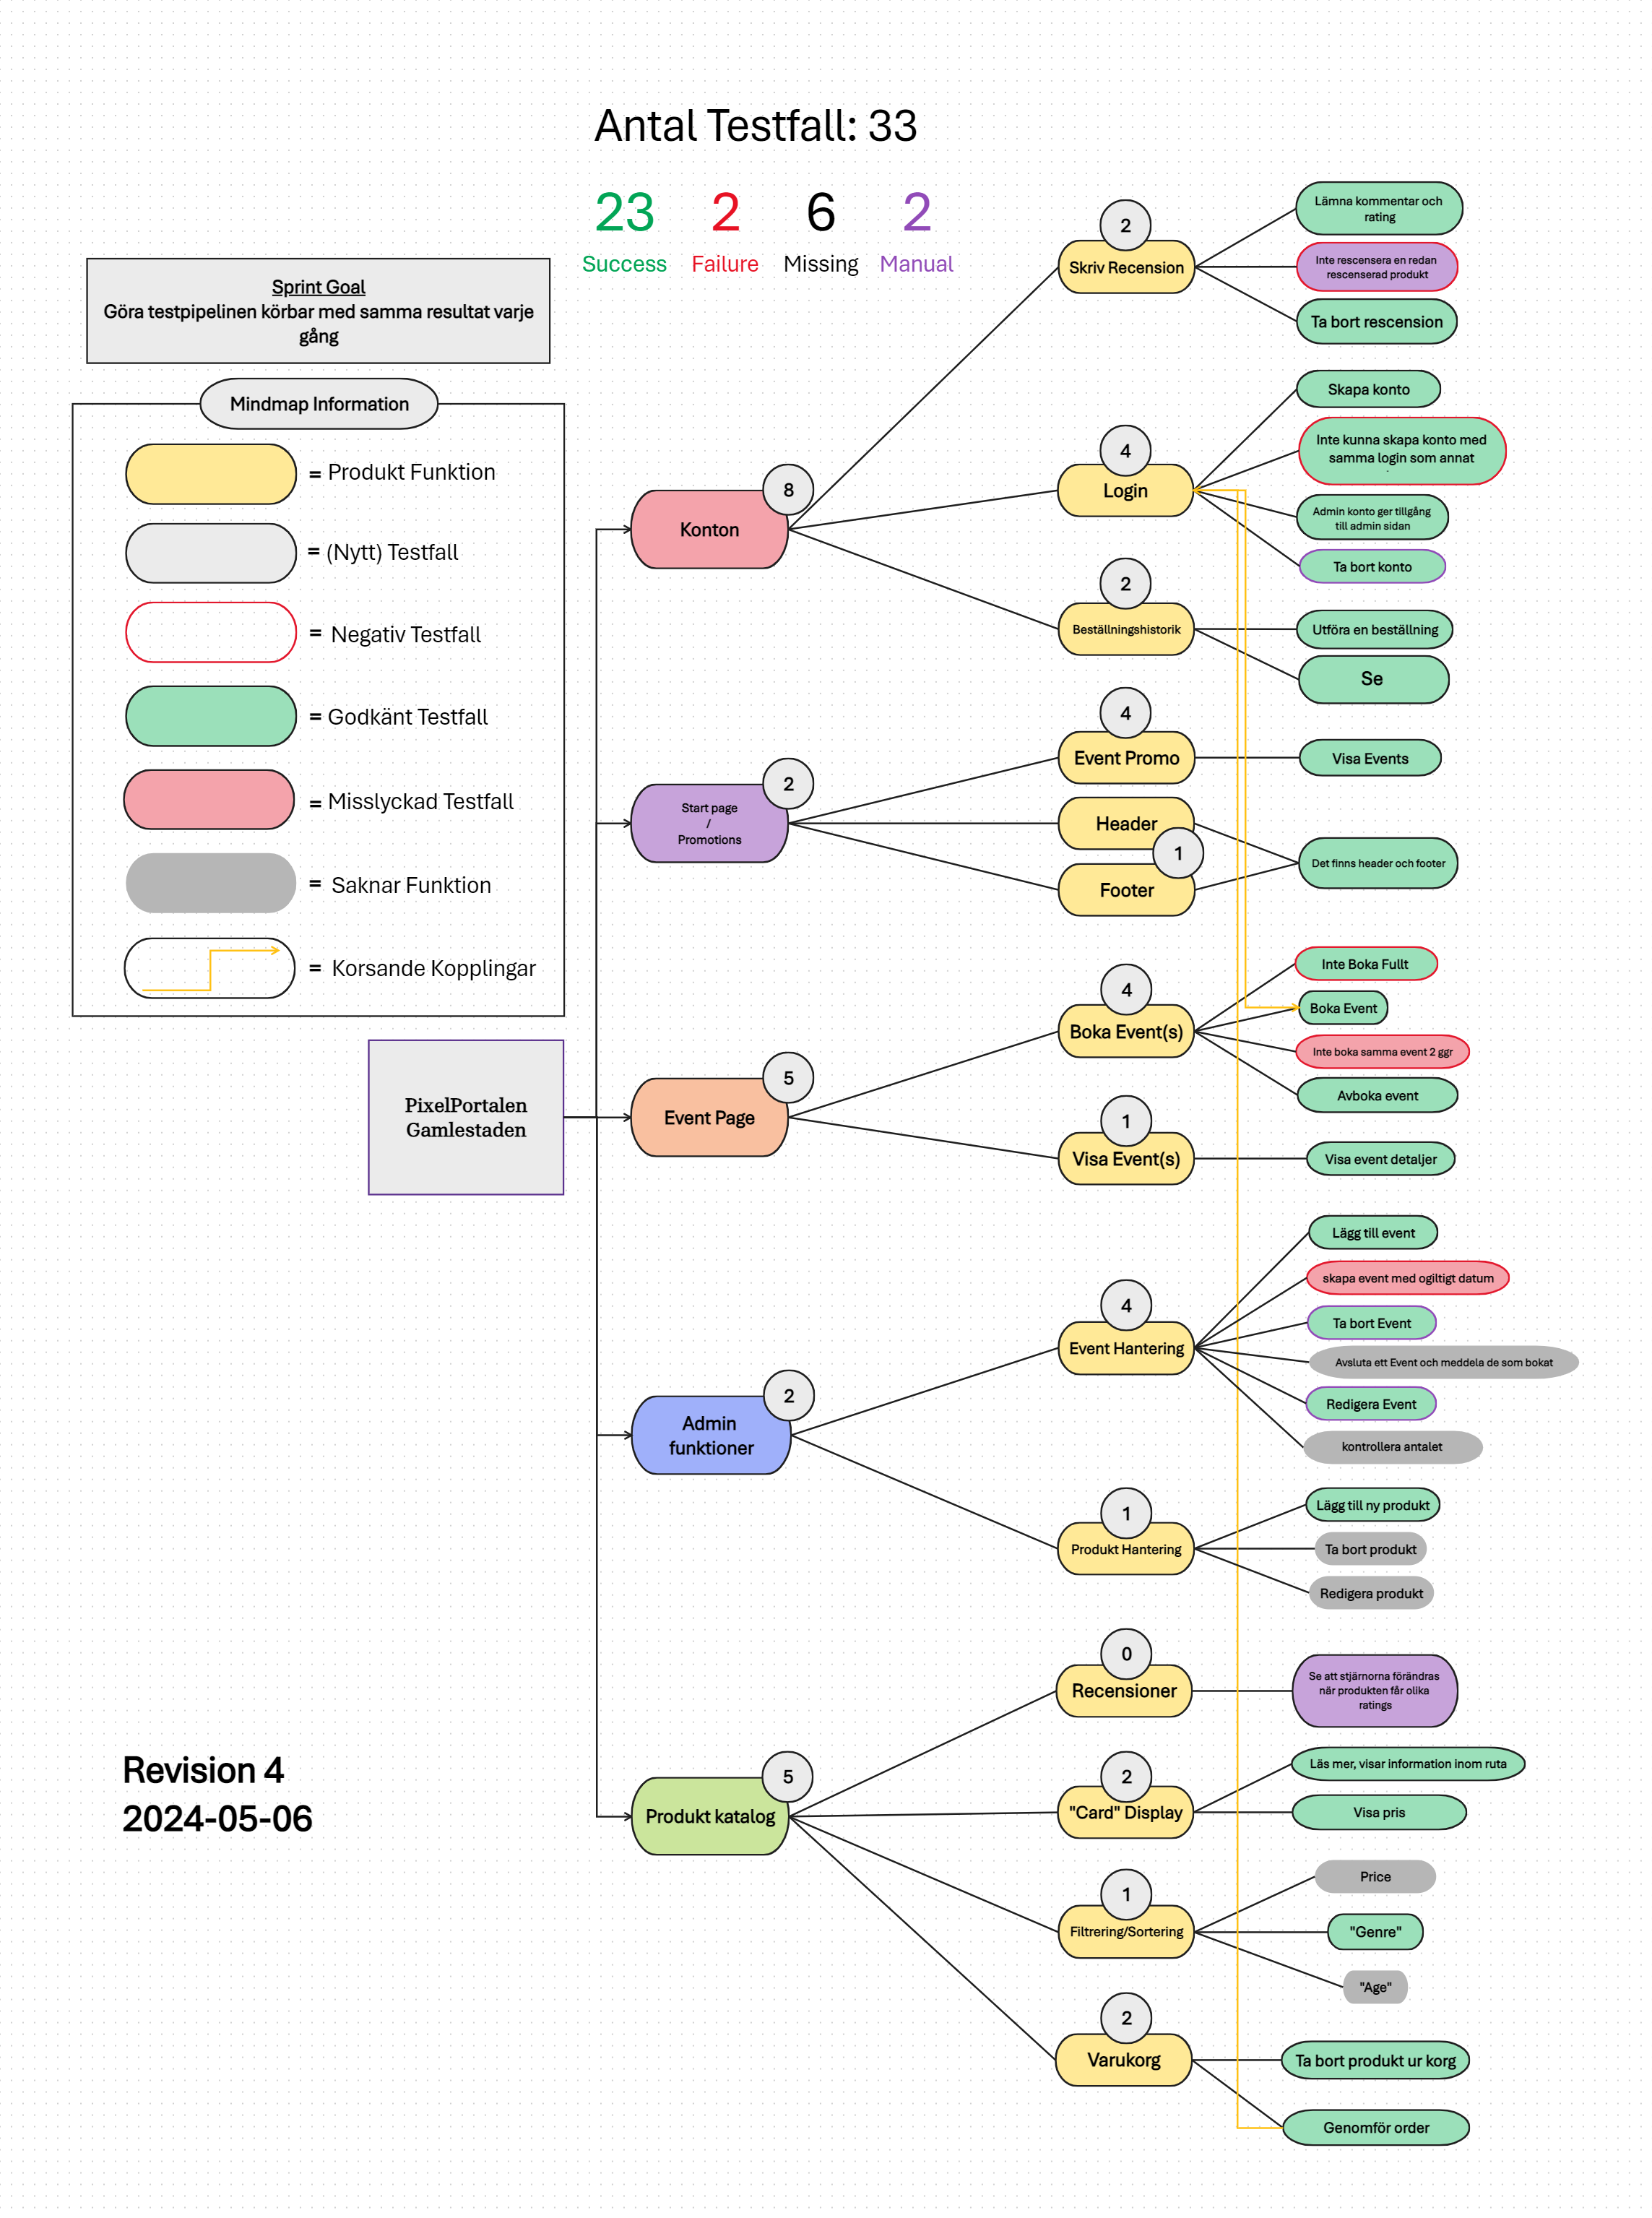 Antal Testfall: 33
23
2
6
2
Success
Failure
Missing
Manual
Sprint Goal
Göra testpipelinen körbar med samma resultat varje
gång
Mindmap Information
= Produkt Funktion
= (Nytt) Testfall
= Negativ Testfall
= Godkänt Testfall
= Misslyckad Testfall
= Saknar Funktion
= Korsande Kopplingar
PixelPortalen
Gamlestaden
Revision 4
2024-05-06
8
Konton
2
Skriv Recension
Lämna kommentar och
rating
Inte rescensera en redan
rescenserad produkt
Ta bort rescension
4
Login
Skapa konto
Inte kunna skapa konto med
samma login som annat
Admin konto ger tillgång
till admin sidan
Ta bort konto
2
Beställningshistorik
Utföra en beställning
Se
2
Start page
/
Promotions
4
Event Promo
Visa Events
Header
1
Footer
Det finns header och footer
5
Event Page
4
Boka Event(s)
Inte Boka Fullt
Boka Event
Inte boka samma event 2 ggr
Avboka event
1
Visa Event(s)
Visa event detaljer
2
Admin
funktioner
4
Event Hantering
Lägg till event
skapa event med ogiltigt datum
Ta bort Event
Avsluta ett Event och meddela de som bokat
Redigera Event
kontrollera antalet
1
Produkt Hantering
Lägg till ny produkt
Ta bort produkt
Redigera produkt
5
Produkt katalog
0
Recensioner
Se att stjärnorna förändras
när produkten får olika
ratings
2
"Card" Display
Läs mer, visar information inom ruta
Visa pris
1
Filtrering/Sortering
Price
"Genre"
"Age"
2
Varukorg
Ta bort produkt ur korg
Genomför order